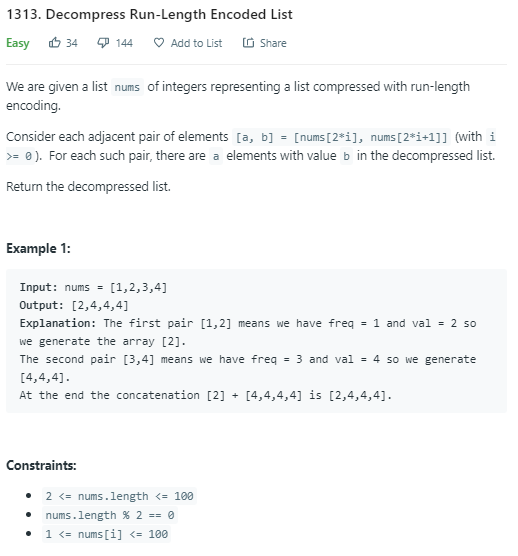 1313. Decompress Run-Length Encoded List
Easy 34 144 Add to List Share
We are given a list nums of integers representing a list compressed with run-length
encoding.
Consider each adjacent pair of elements [a, b] = [nums[2*i], nums[2*i+1]] (with i
>= 0). For each such pair, there are a elements with value b in the decompressed list.
Return the decompressed list.
Example 1:
Input: nums = [1,2,3,4]
Output: [2,4,4,4]
Explanation: The first pair [1,2] means we have freq = 1 and val = 2 so
we generate the array [2].
The second pair [3,4] means we have freq = 3 and val = 4 so we generate
[4,4,4].
At the end the concatenation [2] + [4,4,4,4] is [2,4,4,4].
Constraints:
• 2 <= nums.length <= 100
• nums.length % 2 == 0
• 1 <= nums[i] <= 100